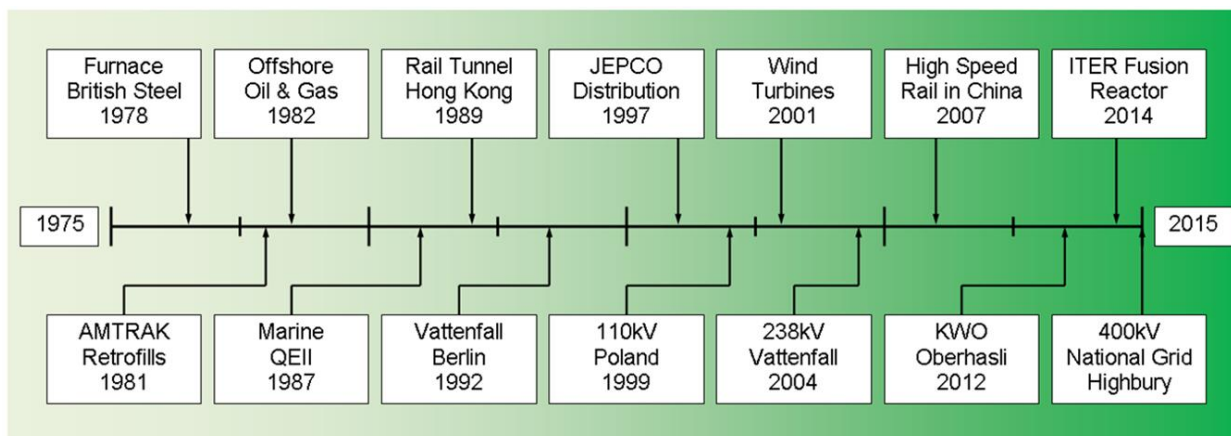 Furnace
British Steel
1978
Offshore
Oil & Gas
1982
Rail Tunnel
Hong Kong
1989
JEPCO
Distribution
1997
Wind
Turbines
2001
High Speed
Rail in China
2007
ITER Fusion
Reactor
2014
1975
2015
AMTRAK
Retrofills
1981
Marine
QEII
1987
Vattenfall
Berlin
1992
110kV
Poland
1999
238kV
Vattenfall
2004
KWO
Oberhasli
2012
400kV
National Grid
Highbury